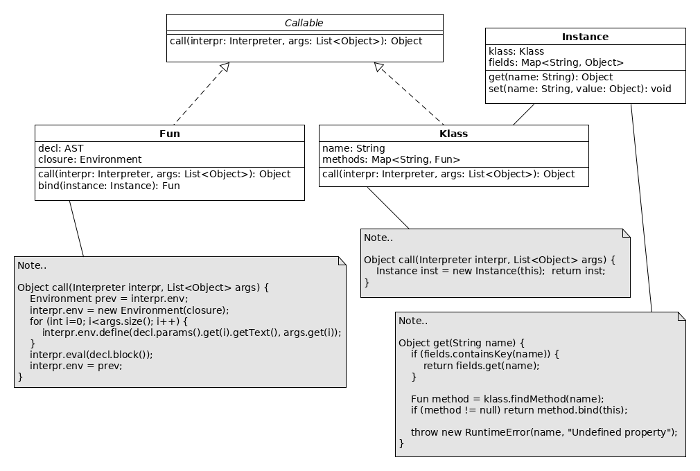 Callable
call(interpr: Interpreter, args: List<Object>): Object
Instance
klass: Klass
fields: Map<String, Object>
get(name: String): Object
set(name: String, value: Object): void
Fun
decl: AST
closure: Environment
call(interpr: Interpreter, args: List<Object>): Object
bind(instance: Instance): Fun
Klass
name: String
methods: Map<String, Fun>
call(interpr: Interpreter, args: List<Object>): Object
Note..
Object call(Interpreter interpr, List<Object> args) {
Environment prev = interpr.env;
interpr.env = new Environment(closure);
for (int i=0; i<args.size(); i++) {
interpr.env.define(decl.params().get(i).getText(), args.get(i));
}
interpr.eval(decl.block());
interpr.env = prev;
}
Note..
Object call(Interpreter interpr, List<Object> args) {
Instance inst = new Instance(this);  return inst;
}
Note..
Object get(String name) {
if (fields.containsKey(name)) {
return fields.get(name);
}
Fun method = klass.findMethod(name);
if (method != null) return method.bind(this);
throw new RuntimeError(name, "Undefined property");
}